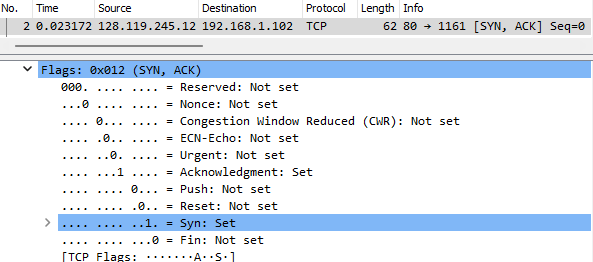 No. Time Source Destination Protocol Length Info
2 0.023172 128.119.245.12 192.168.1.102 TCP 62 80 → 1161 [SYN, ACK] Seq=0
Flags: 0x012 (SYN, ACK)
000. .... .... = Reserved: Not set
...0 .... .... = Nonce: Not set
.... 0... .... = Congestion Window Reduced (CWR): Not set
.... .0.. .... = ECN-Echo: Not set
.... ..0. .... = Urgent: Not set
.... ...1 .... = Acknowledgment: Set
.... .... 0... = Push: Not set
.... .... .0.. = Reset: Not set
.... .... ..1. = Syn: Set
.... .... ...0 = Fin: Not set
[TCP Flags: ·······A··S·]